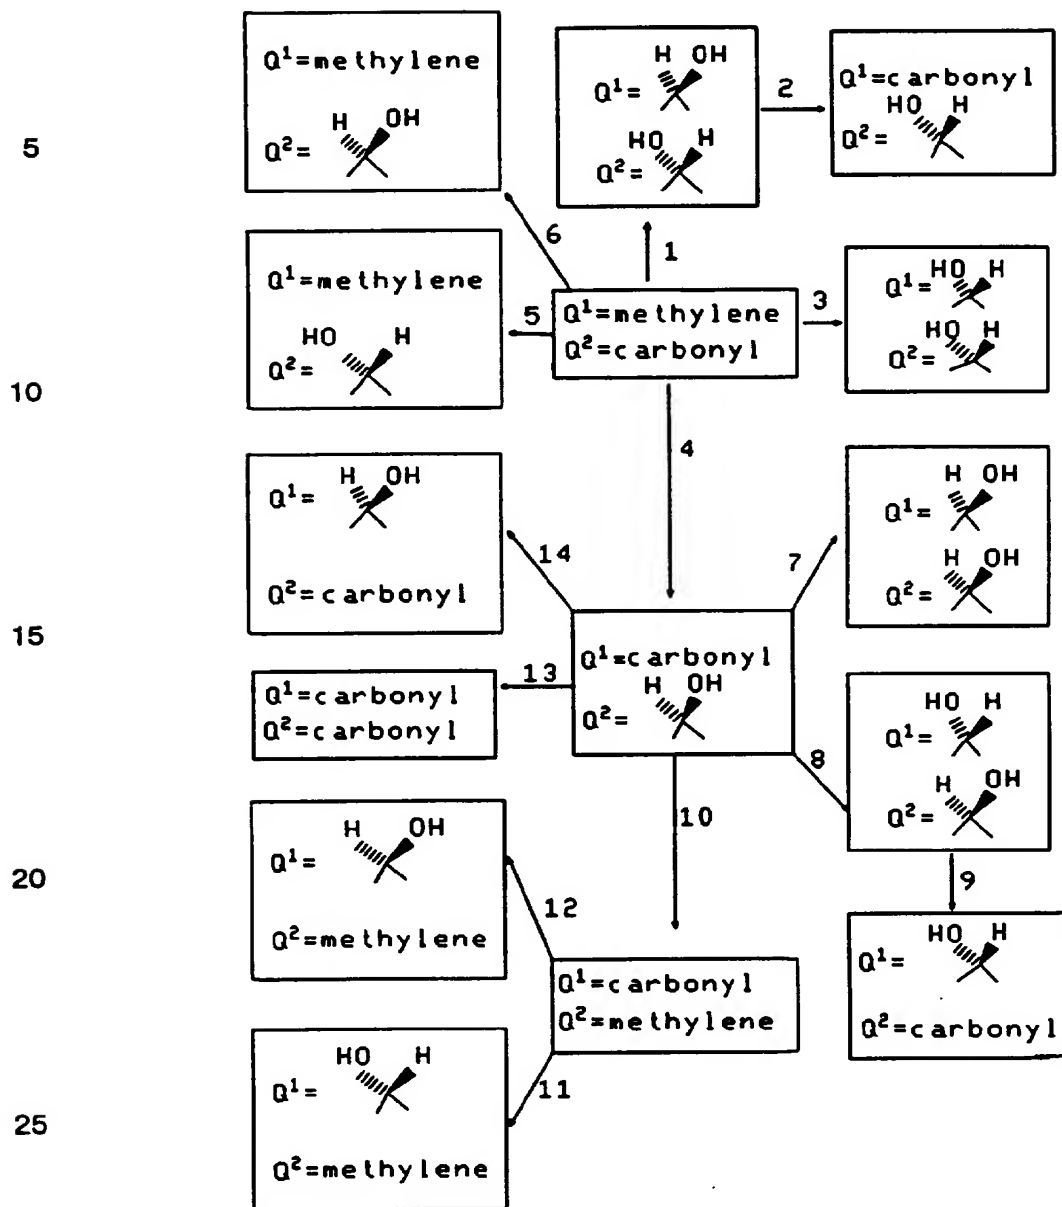 Q¹=methylene
H OH
Q²=
H OH
Q¹=
HO H
Q²=
2
Q¹=carbonyl
HO H
Q²=
5
6
1
Q¹=methylene
HO H
Q²=
5
Q¹=methylene
Q²=carbonyl
3
HO H
Q¹=
HO H
Q²=
10
4
H OH
Q¹=
Q²=carbonyl
14
7
H OH
Q¹=
H OH
Q²=
15
Q¹=carbonyl
Q²=carbonyl
13
Q¹=carbonyl
H OH
Q²=
8
HO H
Q¹=
H OH
Q²=
10
9
H OH
Q¹=
Q²=methylene
20
12
Q¹=carbonyl
Q²=methylene
HO H
Q¹=
Q²=carbonyl
11
HO H
Q¹=
Q²=methylene
25